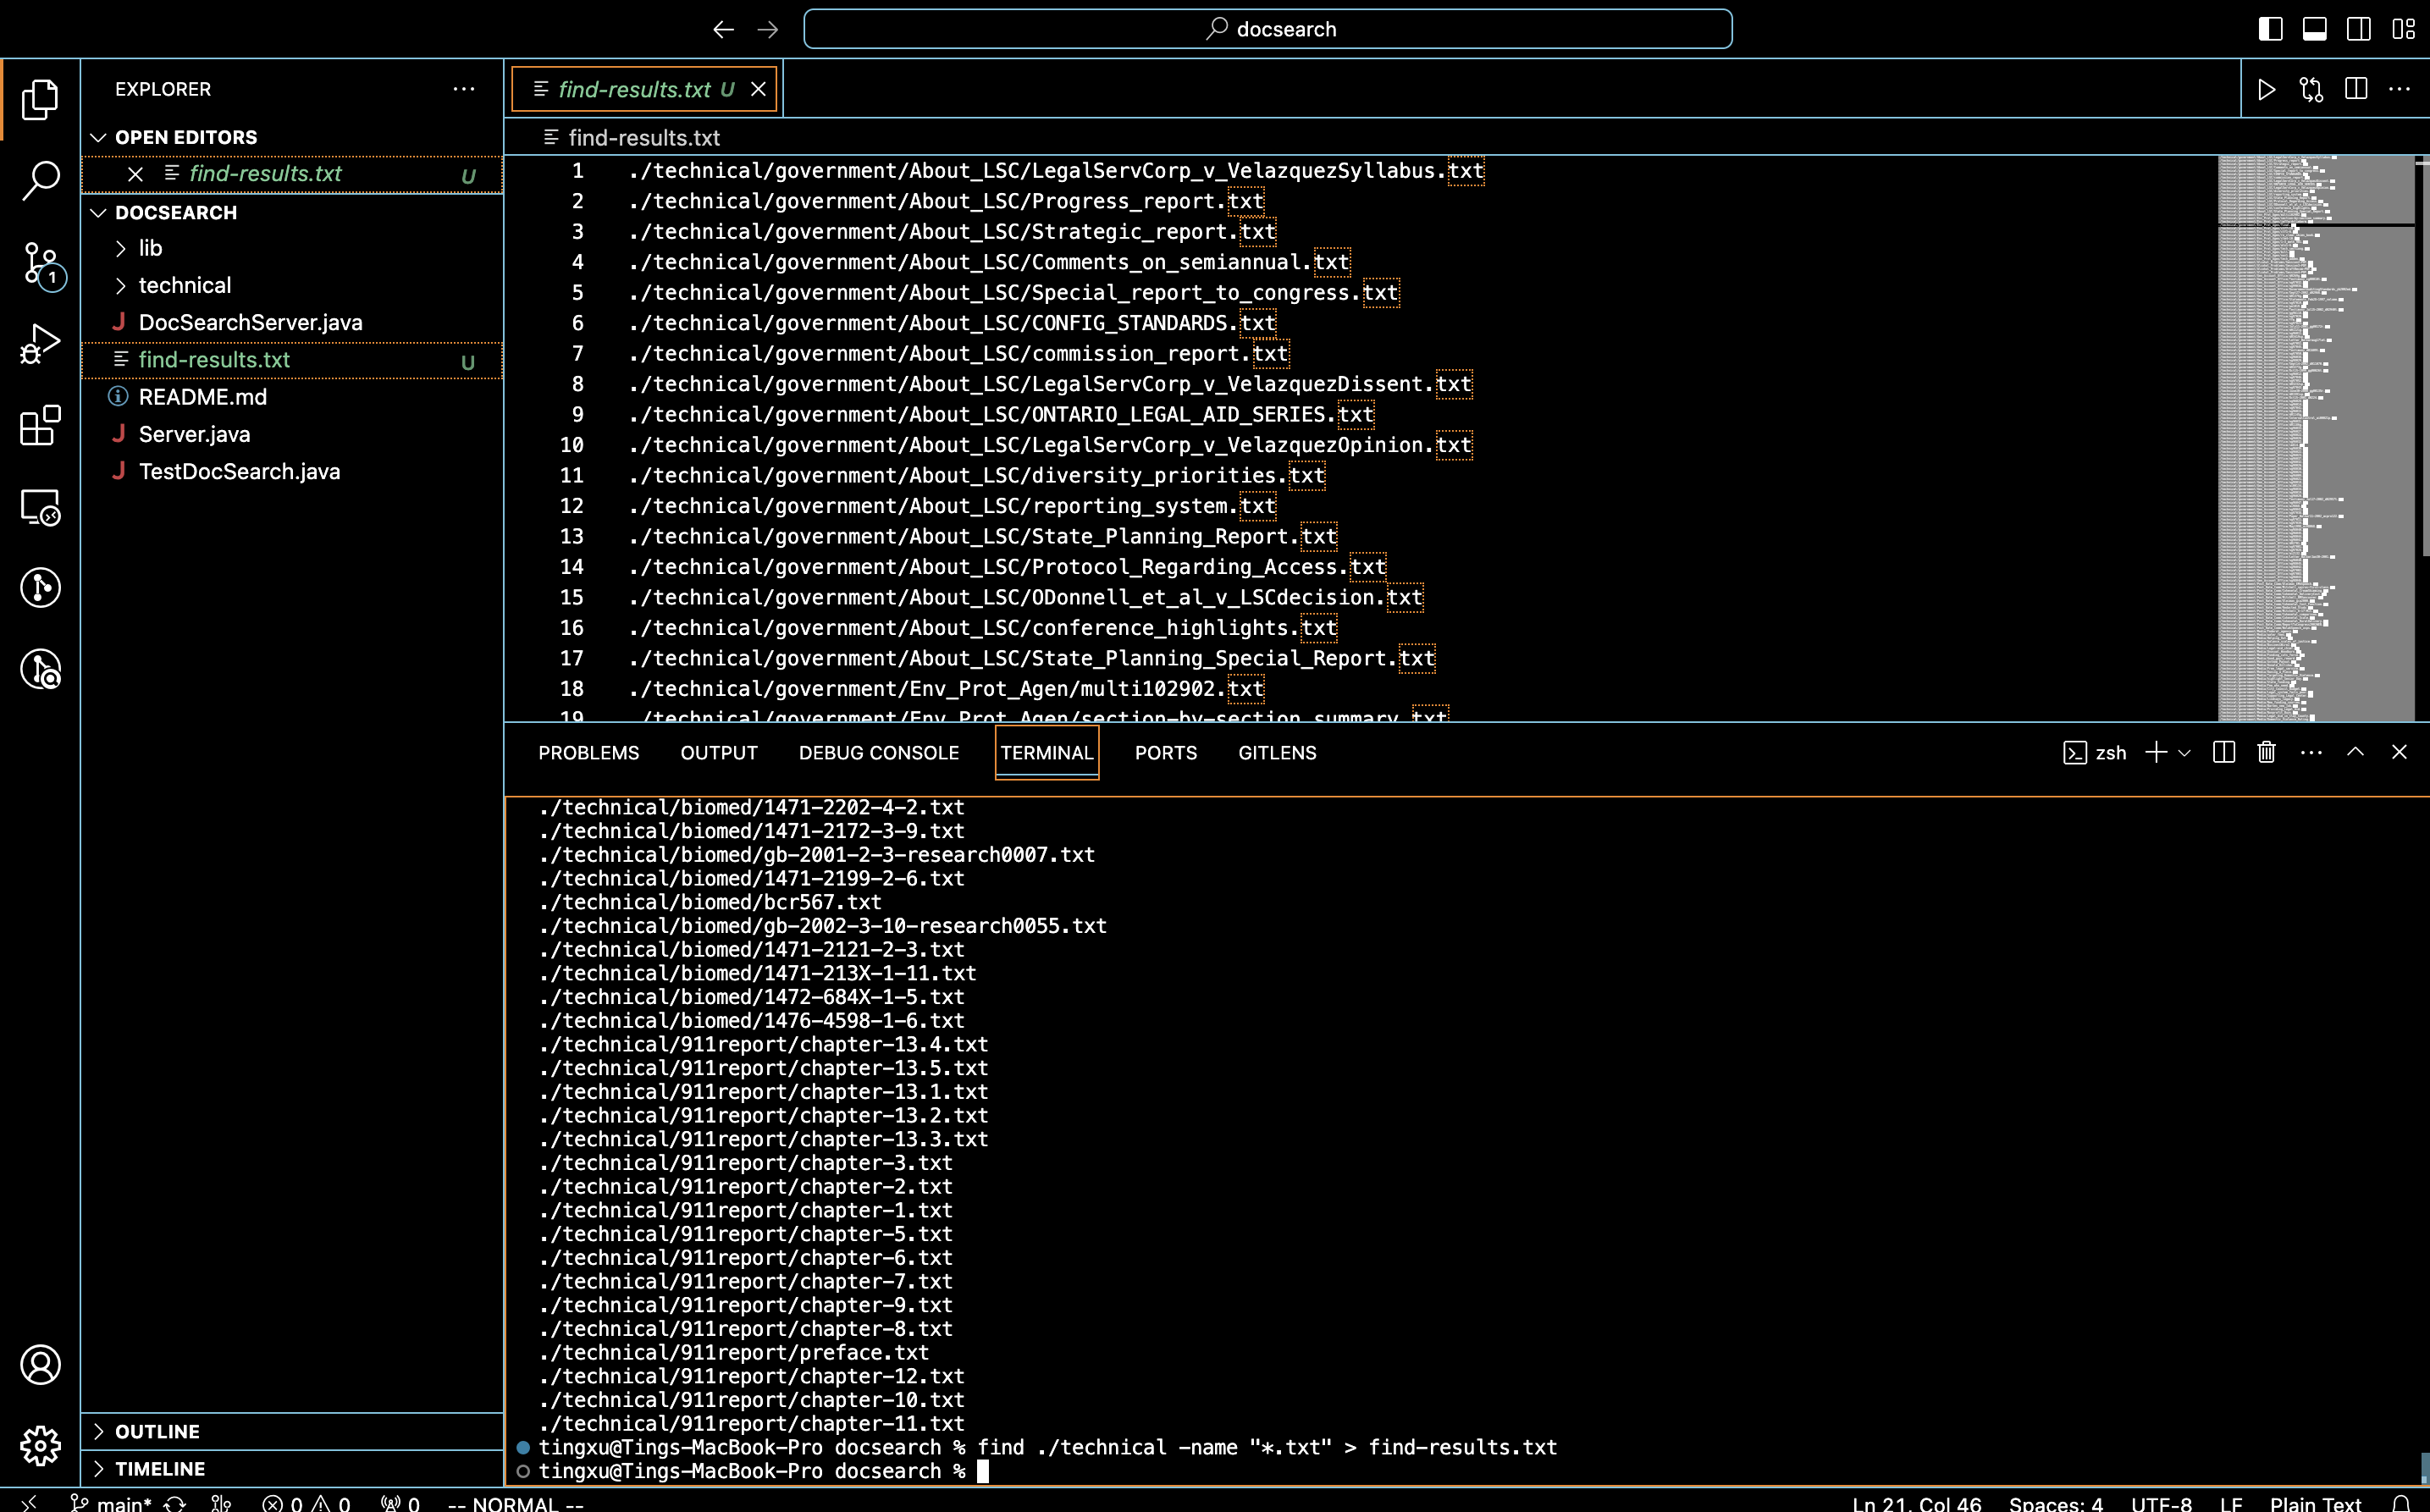 docsearch
EXPLORER
OPEN EDITORS
find-results.txt U
DOCSEARCH
lib
technical
DocSearchServer.java
find-results.txt U
README.md
Server.java
TestDocSearch.java
OUTLINE
TIMELINE
1
find-results.txt U
find-results.txt
1 ./technical/government/About_LSC/LegalServCorp_v_VelazquezSyllabus.txt
2 ./technical/government/About_LSC/Progress_report.txt
3 ./technical/government/About_LSC/Strategic_report.txt
4 ./technical/government/About_LSC/Comments_on_semiannual.txt
5 ./technical/government/About_LSC/Special_report_to_congress.txt
6 ./technical/government/About_LSC/CONFIG_STANDARDS.txt
7 ./technical/government/About_LSC/commission_report.txt
8 ./technical/government/About_LSC/LegalServCorp_v_VelazquezDissent.txt
9 ./technical/government/About_LSC/ONTARIO_LEGAL_AID_SERIES.txt
10 ./technical/government/About_LSC/LegalServCorp_v_VelazquezOpinion.txt
11 ./technical/government/About_LSC/diversity_priorities.txt
12 ./technical/government/About_LSC/reporting_system.txt
13 ./technical/government/About_LSC/State_Planning_Report.txt
14 ./technical/government/About_LSC/Protocol_Regarding_Access.txt
15 ./technical/government/About_LSC/ODonnell_et_al_v_LSCdecision.txt
16 ./technical/government/About_LSC/conference_highlights.txt
17 ./technical/government/About_LSC/State_Planning_Special_Report.txt
18 ./technical/government/Env_Prot_Agen/multi102902.txt
19 ./technical/government/Env_Prot_Agen/section-by-section_summary.txt
PROBLEMS OUTPUT DEBUG CONSOLE TERMINAL PORTS GITLENS zsh
./technical/biomed/1471-2202-4-2.txt
./technical/biomed/1471-2172-3-9.txt
./technical/biomed/gb-2001-2-3-research0007.txt
./technical/biomed/1471-2199-2-6.txt
./technical/biomed/bcr567.txt
./technical/biomed/gb-2002-3-10-research0055.txt
./technical/biomed/1471-2121-2-3.txt
./technical/biomed/1471-213X-1-11.txt
./technical/biomed/1472-684X-1-5.txt
./technical/biomed/1476-4598-1-6.txt
./technical/911report/chapter-13.4.txt
./technical/911report/chapter-13.5.txt
./technical/911report/chapter-13.1.txt
./technical/911report/chapter-13.2.txt
./technical/911report/chapter-13.3.txt
./technical/911report/chapter-3.txt
./technical/911report/chapter-2.txt
./technical/911report/chapter-1.txt
./technical/911report/chapter-5.txt
./technical/911report/chapter-6.txt
./technical/911report/chapter-7.txt
./technical/911report/chapter-9.txt
./technical/911report/chapter-8.txt
./technical/911report/preface.txt
./technical/911report/chapter-12.txt
./technical/911report/chapter-10.txt
./technical/911report/chapter-11.txt
tingxu@Tings-MacBook-Pro docsearch % find ./technical -name "*.txt" > find-results.txt
tingxu@Tings-MacBook-Pro docsearch %
main* 0 0 0 -- NORMAL -- Ln 21, Col 46 Spaces: 4 UTF-8 LF Plain Text